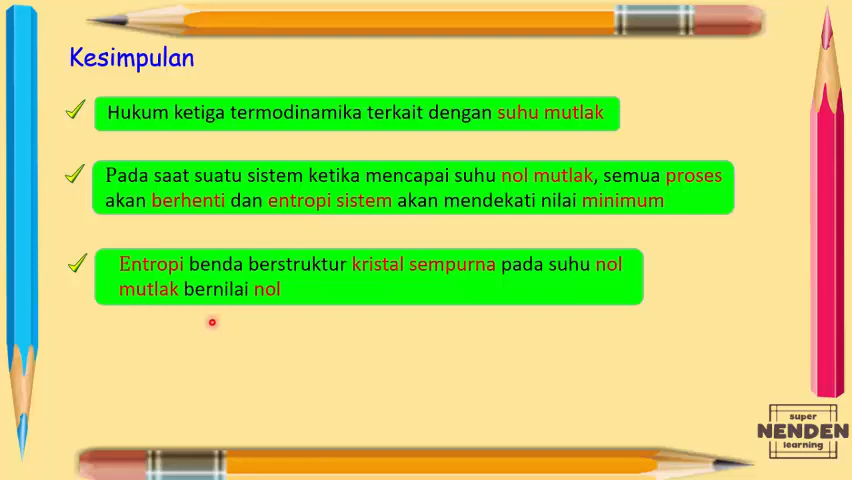 Kesimpulan
Hukum ketiga termodinamika terkait dengan suhu mutlak
Pada saat suatu sistem ketika mencapai suhu nol mutlak, semua proses
akan berhenti dan entropi sistem akan mendekati nilai minimum
Entropi benda berstruktur kristal sempurna pada suhu nol
mutlak bernilai nol
super
NENDEN
learning